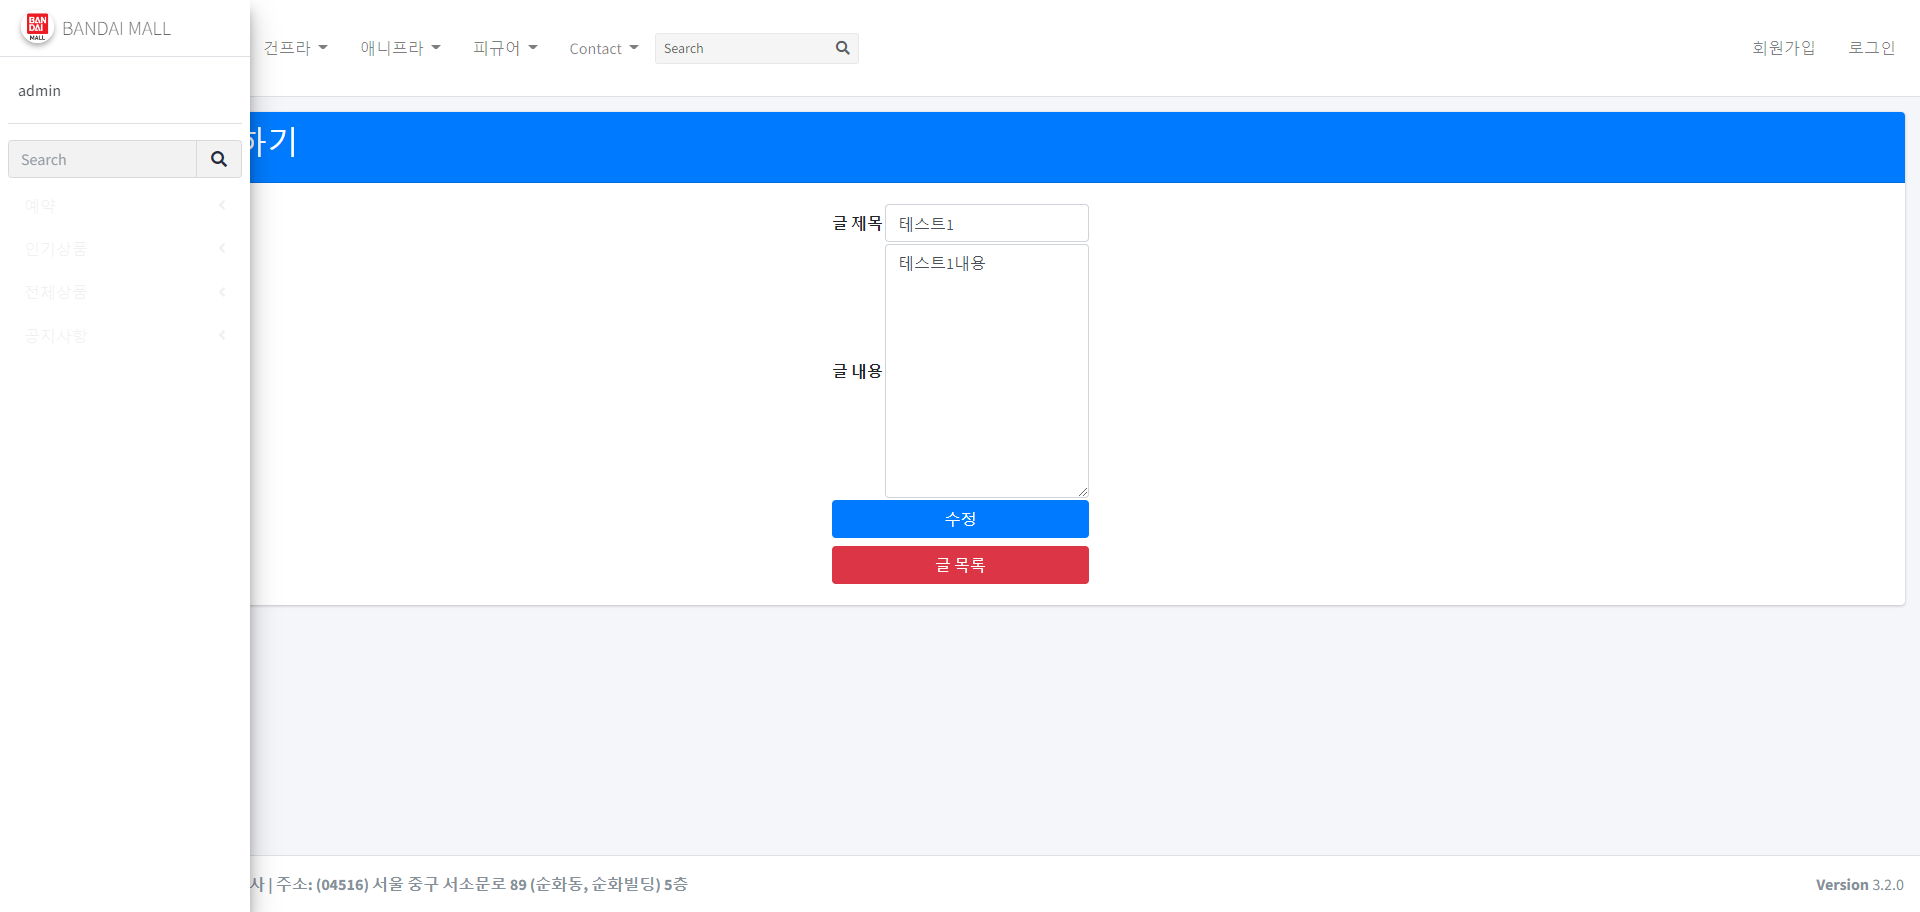 BAN
DAI
MALL
BANDAI MALL
건프라 애니프라 피규어 Contact Search 회원가입 로그인
admin
Search
예약
인기상품
전체상품
공지사항
하기
글 제목 테스트1
글 내용 테스트1내용
수정
글 목록
사 | 주소: (04516) 서울 중구 서소문로 89 (순화동, 순화빌딩) 5층
Version 3.2.0